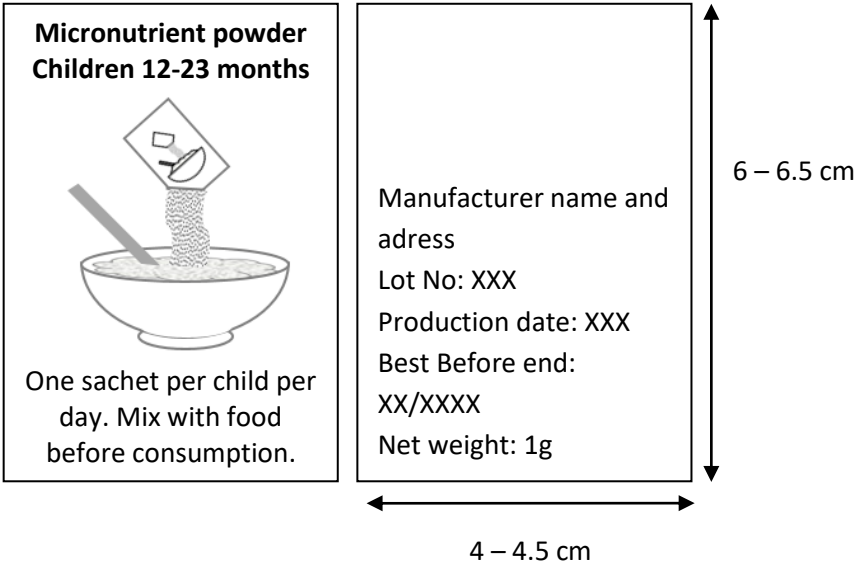 Micronutrient powder
Children 12-23 months
One sachet per child per
day. Mix with food
before consumption.
Manufacturer name and
adress
Lot No: XXX
Production date: XXX
Best Before end:
XX/XXXX
Net weight: 1g
6 – 6.5 cm
4 – 4.5 cm